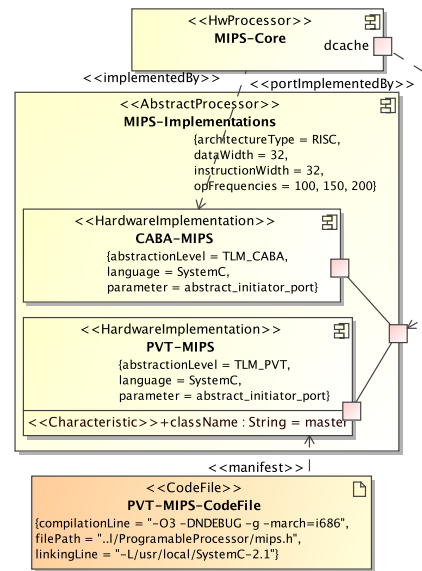 <<HwProcessor>>
MIPS-Core
dcache
<<implementedBy>>
<<portImplementedBy>>
<<AbstractProcessor>>
MIPS-Implementations
{architectureType = RISC,
dataWidth = 32,
instructionWidth = 32,
opFrequencies = 100, 150, 200}
<<HardwareImplementation>>
CABA-MIPS
{abstractionLevel = TLM_CABA,
language = SystemC,
parameter = abstract_initiator_port}
<<HardwareImplementation>>
PVT-MIPS
{abstractionLevel = TLM_PVT,
language = SystemC,
parameter = abstract_initiator_port}
<<Characteristic>>+className : String = master
<<manifest>>
<<CodeFile>>
PVT-MIPS-CodeFile
{compilationLine = "-O3 -DNDEBUG -g -march=i686",
filePath = "..I/ProgramableProcessor/mips.h",
linkingLine = "-L/usr/local/SystemC-2.1"}